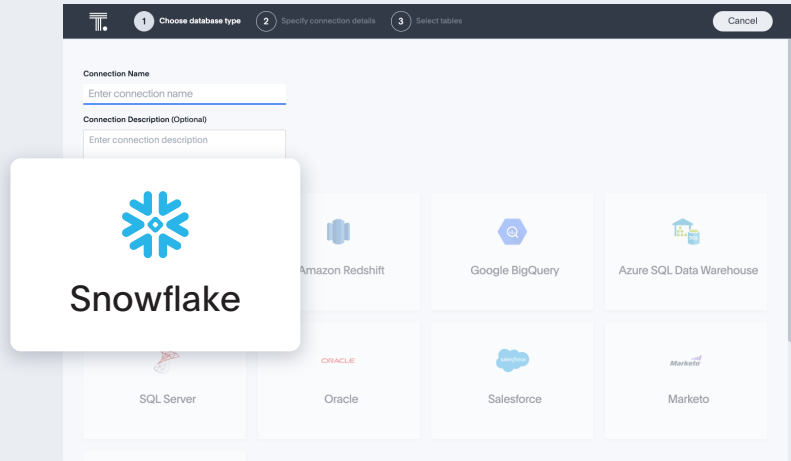 T.
1 Choose database type 2 Specify connection details 3 Select tables Cancel
Connection Name
Enter connection name
Connection Description (Optional)
Enter connection description
Snowflake
Amazon Redshift
Google BigQuery
Azure SQL Data Warehouse
SQL
SQL Server
ORACLE
Oracle
salesforce
Salesforce
Marketo
Marketo